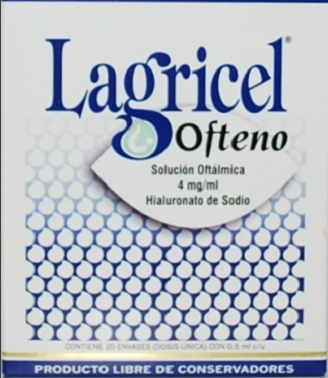 Lagricel®
Ofteno
Solución Oftálmica
4 mg/ml
Hialuronato de Sodio
CONTIENE 20 ENVASES (DOSIS-UNICA) CON 0.5 ml c/u
PRODUCTO LIBRE DE CONSERVADORES